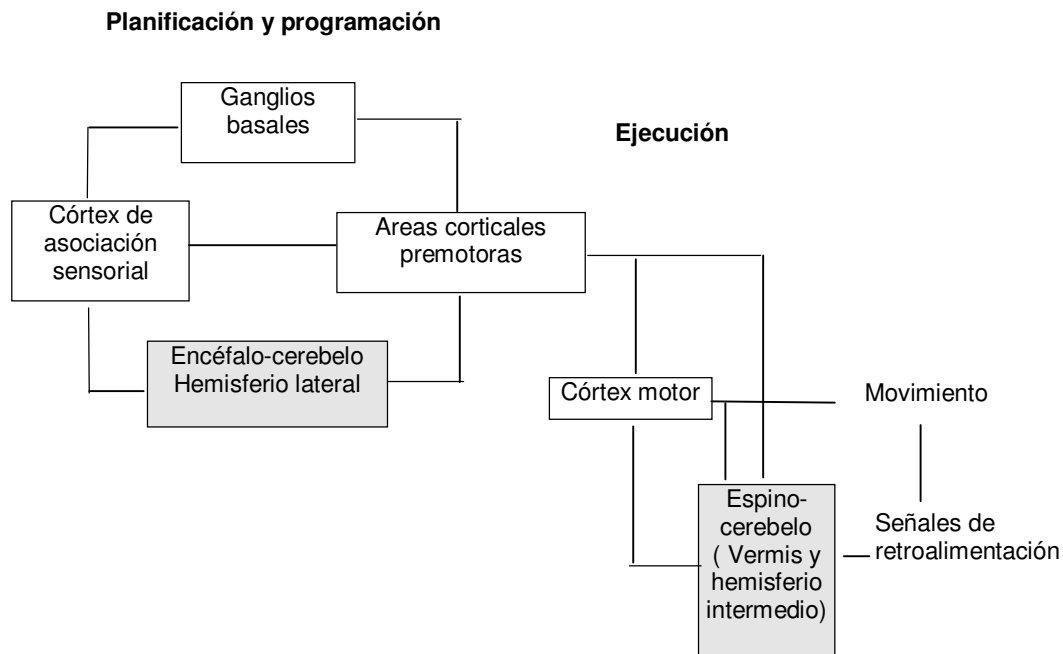 Planificación y programación
Ganglios
basales
Ejecución
Córtex de
asociación
sensorial
Areas corticales
premotoras
Encéfalo-cerebelo
Hemisferio lateral
Córtex motor
Movimiento
Espino-
cerebelo
( Vermis y
hemisferio
intermedio)
Señales de
retroalimentación